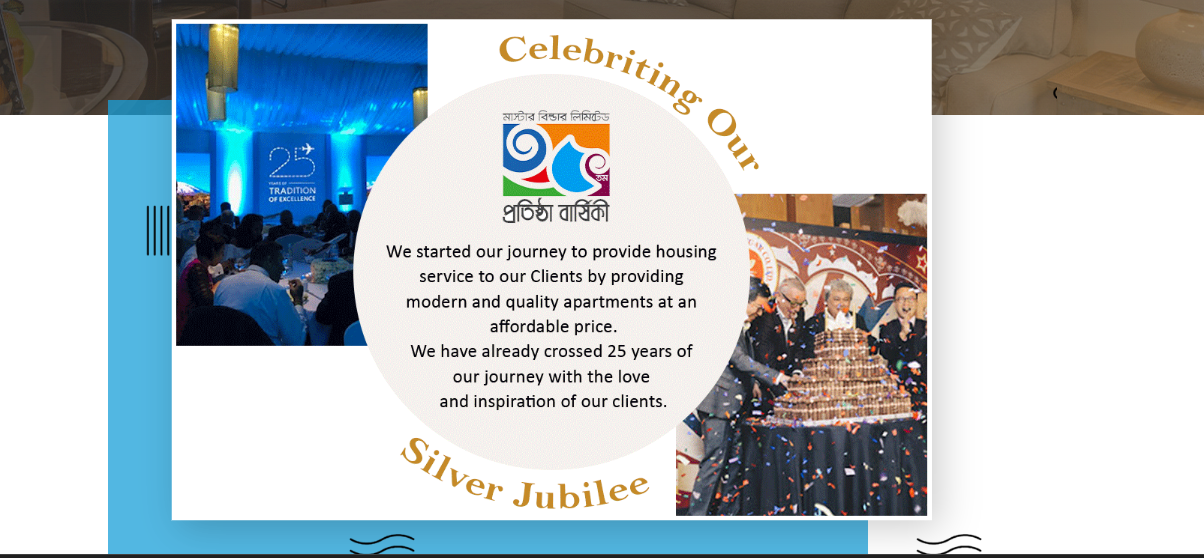 Celebriting Our
মাস্টার বিল্ডার লিমিটেড
২৫
তম
প্রতিষ্ঠা বার্ষিকী
25
YEARS OF
TRADITION
OF EXCELLENCE
We started our journey to provide housing
service to our Clients by providing
modern and quality apartments at an
affordable price.
We have already crossed 25 years of
our journey with the love
and inspiration of our clients.
Silver Jubilee